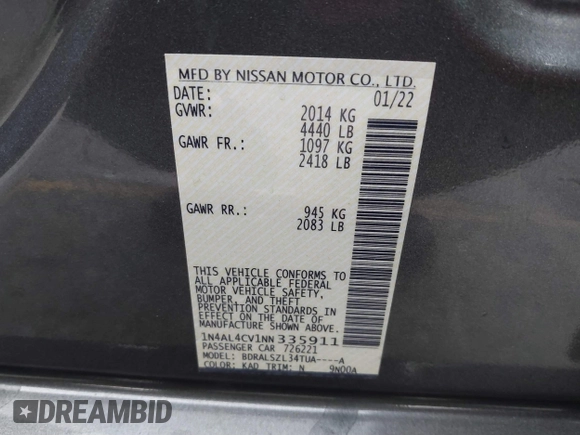 MFD BY NISSAN MOTOR CO., LTD.
DATE: 01/22
GVWR: 2014 KG
4440 LB
GAWR FR.: 1097 KG
2418 LB
GAWR RR.: 945 KG
2083 LB
THIS VEHICLE CONFORMS TO
ALL APPLICABLE FEDERAL
MOTOR VEHICLE SAFETY,
BUMPER, AND THEFT
PREVENTION STANDARDS
IN EFFECT ON THE DATE OF
MANUFACTURE SHOWN ABOVE.
1N4AL4CV1NN335911
PASSENGER CAR 726221
MODEL: BDRALSZL34TUA----A
COLOR: KAD TRIM: N 9N00A
DREAMBID